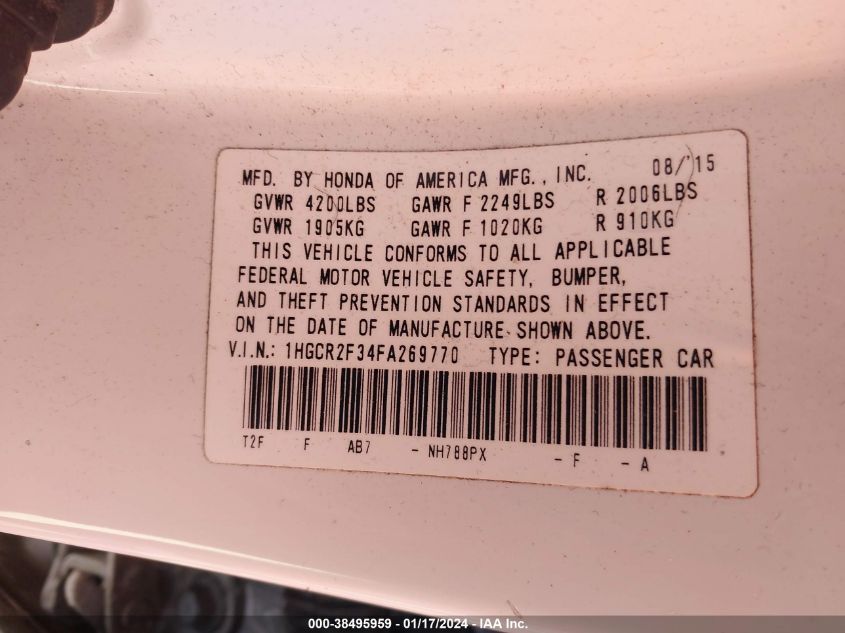 MFD. BY HONDA OF AMERICA MFG., INC. 08/15
GVWR 4200LBS GAWR F 2249LBS R 2006LBS
GVWR 1905KG GAWR F 1020KG R 910KG
THIS VEHICLE CONFORMS TO ALL APPLICABLE
FEDERAL MOTOR VEHICLE SAFETY, BUMPER,
AND THEFT PREVENTION STANDARDS IN EFFECT
ON THE DATE OF MANUFACTURE SHOWN ABOVE.
V.I.N.: 1HGCR2F34FA269770 TYPE: PASSENGER CAR
T2F F AB7 - NH788PX - F - A
000-38495959 - 01/17/2024 - IAA Inc.